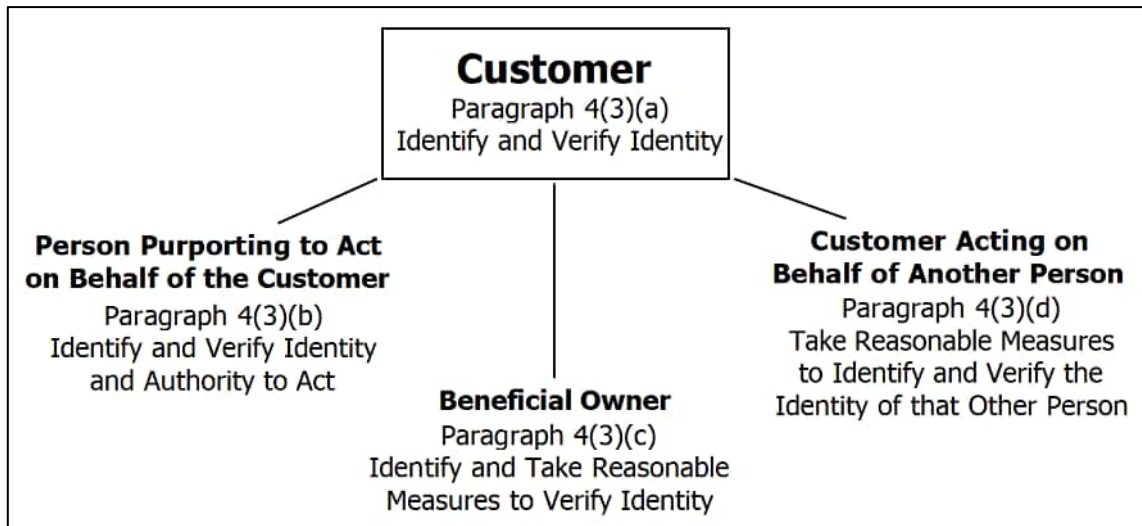 Customer
Paragraph 4(3)(a)
Identify and Verify Identity
Person Purporting to Act
on Behalf of the Customer
Paragraph 4(3)(b)
Identify and Verify Identity
and Authority to Act
Beneficial Owner
Paragraph 4(3)(c)
Identify and Take Reasonable
Measures to Verify Identity
Customer Acting on
Behalf of Another Person
Paragraph 4(3)(d)
Take Reasonable Measures
to Identify and Verify the
Identity of that Other Person